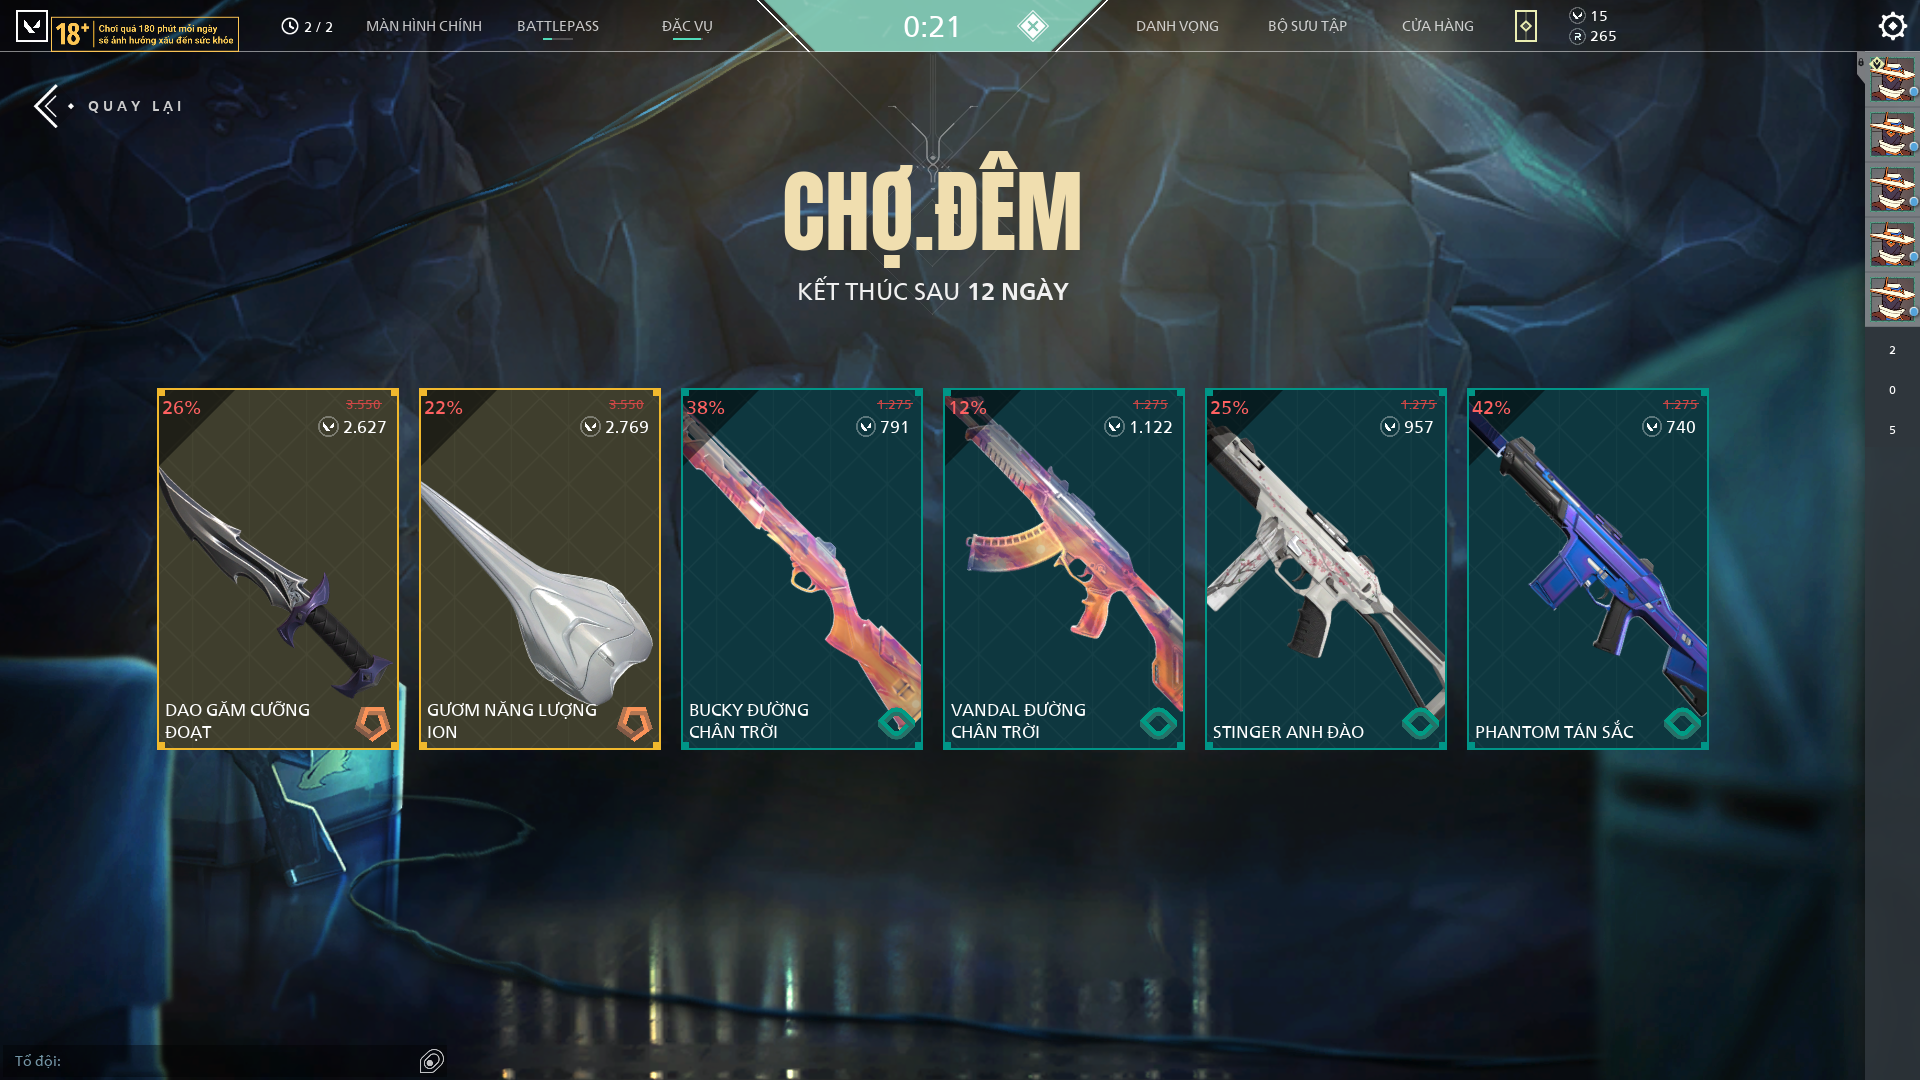 18+ Chơi quá 180 phút mỗi ngày
sẽ ảnh hưởng xấu đến sức khỏe
2 / 2
MÀN HÌNH CHÍNH
BATTLEPASS
ĐẶC VỤ
0:21
DANH VỌNG
BỘ SƯU TẬP
CỬA HÀNG
15
R 265
QUAY LẠI
CHỢ.ĐÊM
KẾT THÚC SAU 12 NGÀY
26%
3.550
2.627
DAO GĂM CƯỠNG
ĐOẠT
22%
3.550
2.769
GƯƠM NĂNG LƯỢNG
ION
38%
1.275
791
BUCKY ĐƯỜNG
CHÂN TRỜI
12%
1.275
1.122
VANDAL ĐƯỜNG
CHÂN TRỜI
25%
1.275
957
STINGER ANH ĐÀO
42%
1.275
740
PHANTOM TÁN SẮC
2
0
5
Tổ đội: